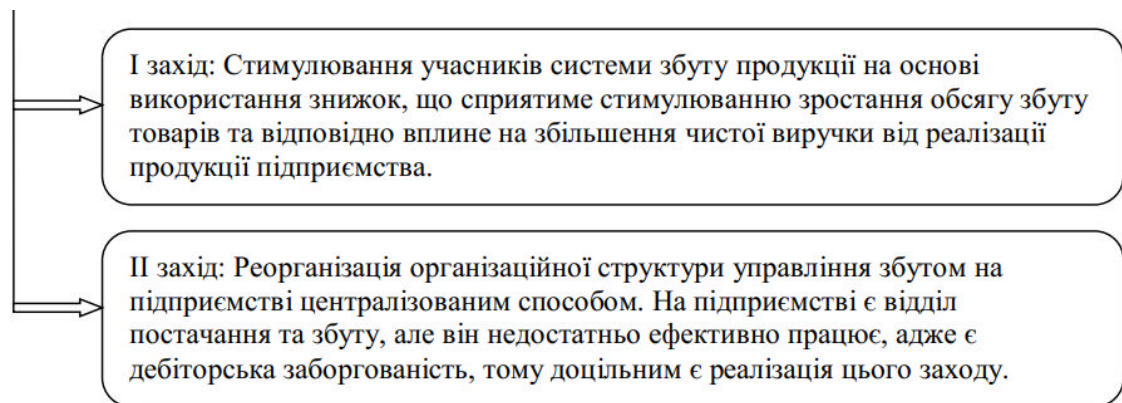 І захід: Стимулювання учасників системи збуту продукції на основі
використання знижок, що сприятиме стимулюванню зростання обсягу збуту
товарів та відповідно вплине на збільшення чистої виручки від реалізації
продукції підприємства.
ІІ захід: Реорганізація організаційної структури управління збутом на
підприємстві централізованим способом. На підприємстві є відділ
постачання та збуту, але він недостатньо ефективно працює, адже є
дебіторська заборгованість, тому доцільним є реалізація цього заходу.